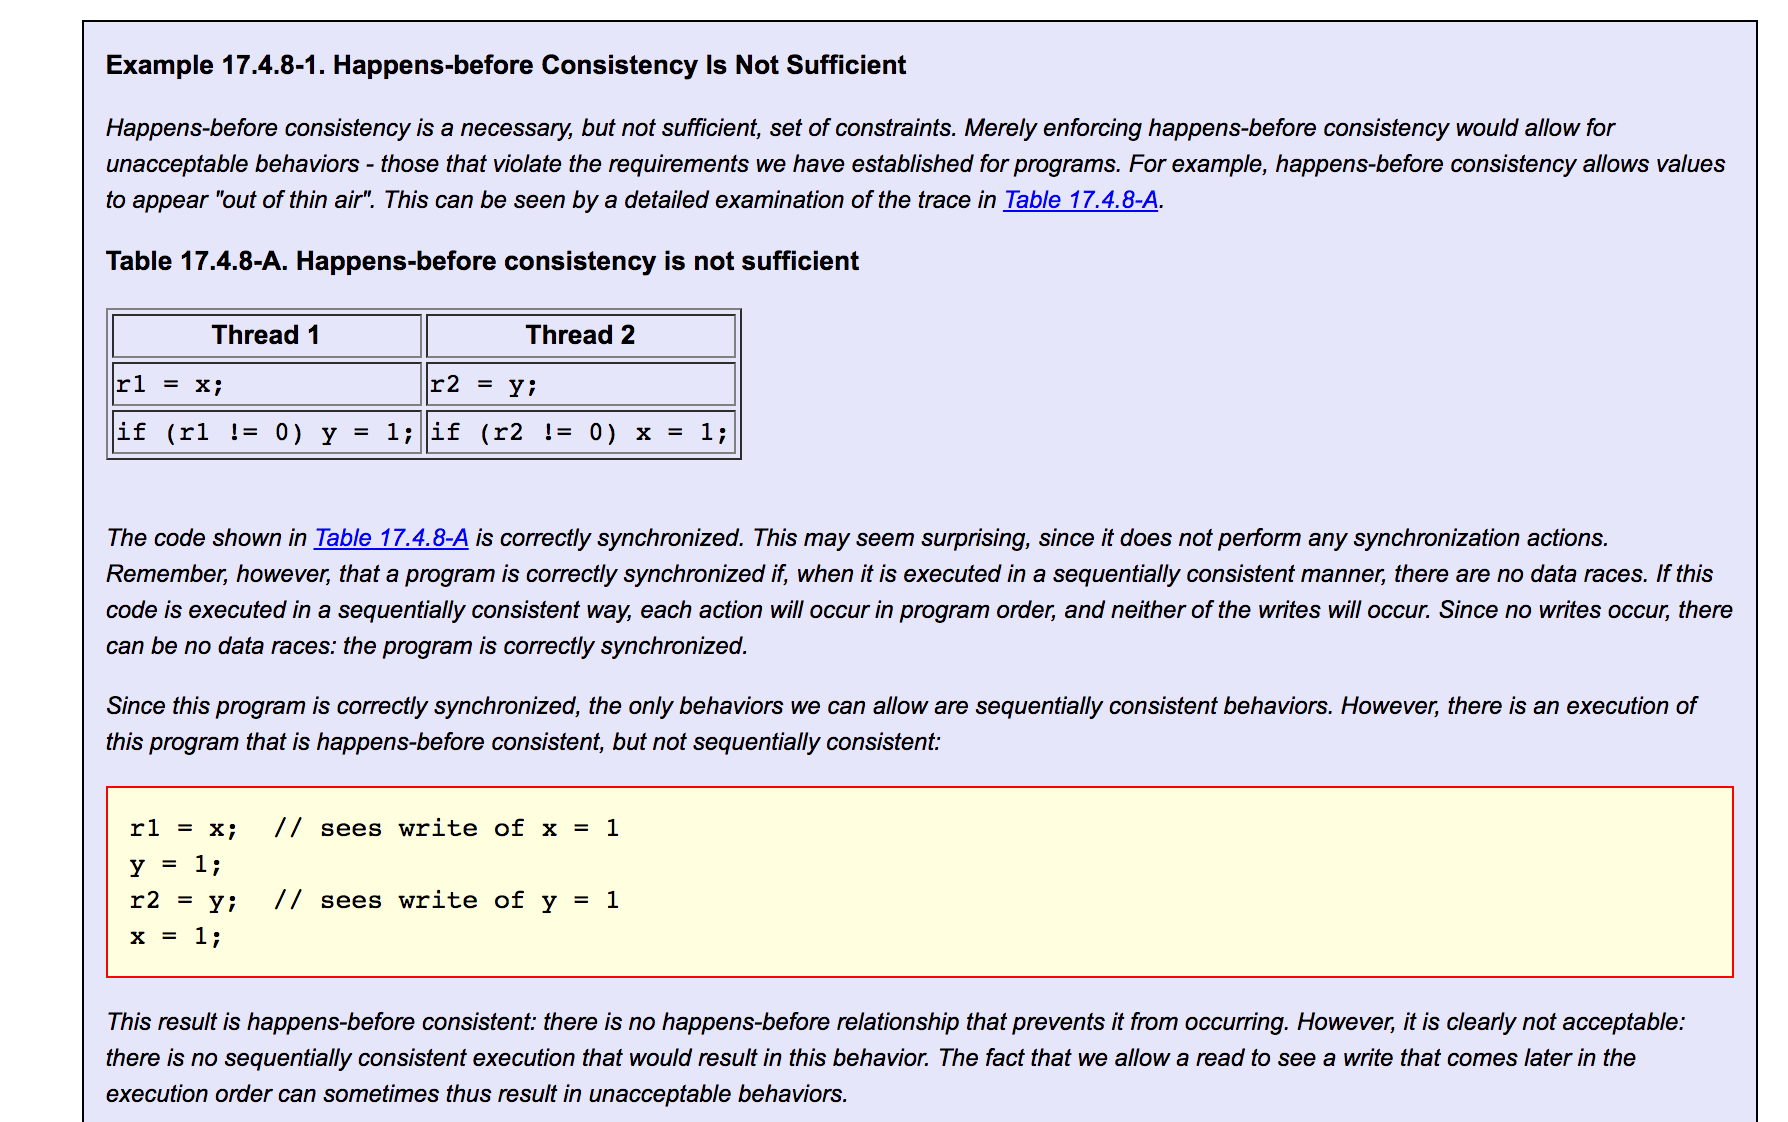 Example 17.4.8-1. Happens-before Consistency Is Not Sufficient
Happens-before consistency is a necessary, but not sufficient, set of constraints. Merely enforcing happens-before consistency would allow for
unacceptable behaviors - those that violate the requirements we have established for programs. For example, happens-before consistency allows values
to appear "out of thin air". This can be seen by a detailed examination of the trace in Table 17.4.8-A.
Table 17.4.8-A. Happens-before consistency is not sufficient
Thread 1 Thread 2
r1 = x; r2 = y;
if (r1 != 0) y = 1; if (r2 != 0) x = 1;
The code shown in Table 17.4.8-A is correctly synchronized. This may seem surprising, since it does not perform any synchronization actions.
Remember, however, that a program is correctly synchronized if, when it is executed in a sequentially consistent manner, there are no data races. If this
code is executed in a sequentially consistent way, each action will occur in program order, and neither of the writes will occur. Since no writes occur, there
can be no data races: the program is correctly synchronized.
Since this program is correctly synchronized, the only behaviors we can allow are sequentially consistent behaviors. However, there is an execution of
this program that is happens-before consistent, but not sequentially consistent:
r1 = x;  // sees write of x = 1
y = 1;
r2 = y;  // sees write of y = 1
x = 1;
This result is happens-before consistent: there is no happens-before relationship that prevents it from occurring. However, it is clearly not acceptable:
there is no sequentially consistent execution that would result in this behavior. The fact that we allow a read to see a write that comes later in the
execution order can sometimes thus result in unacceptable behaviors.